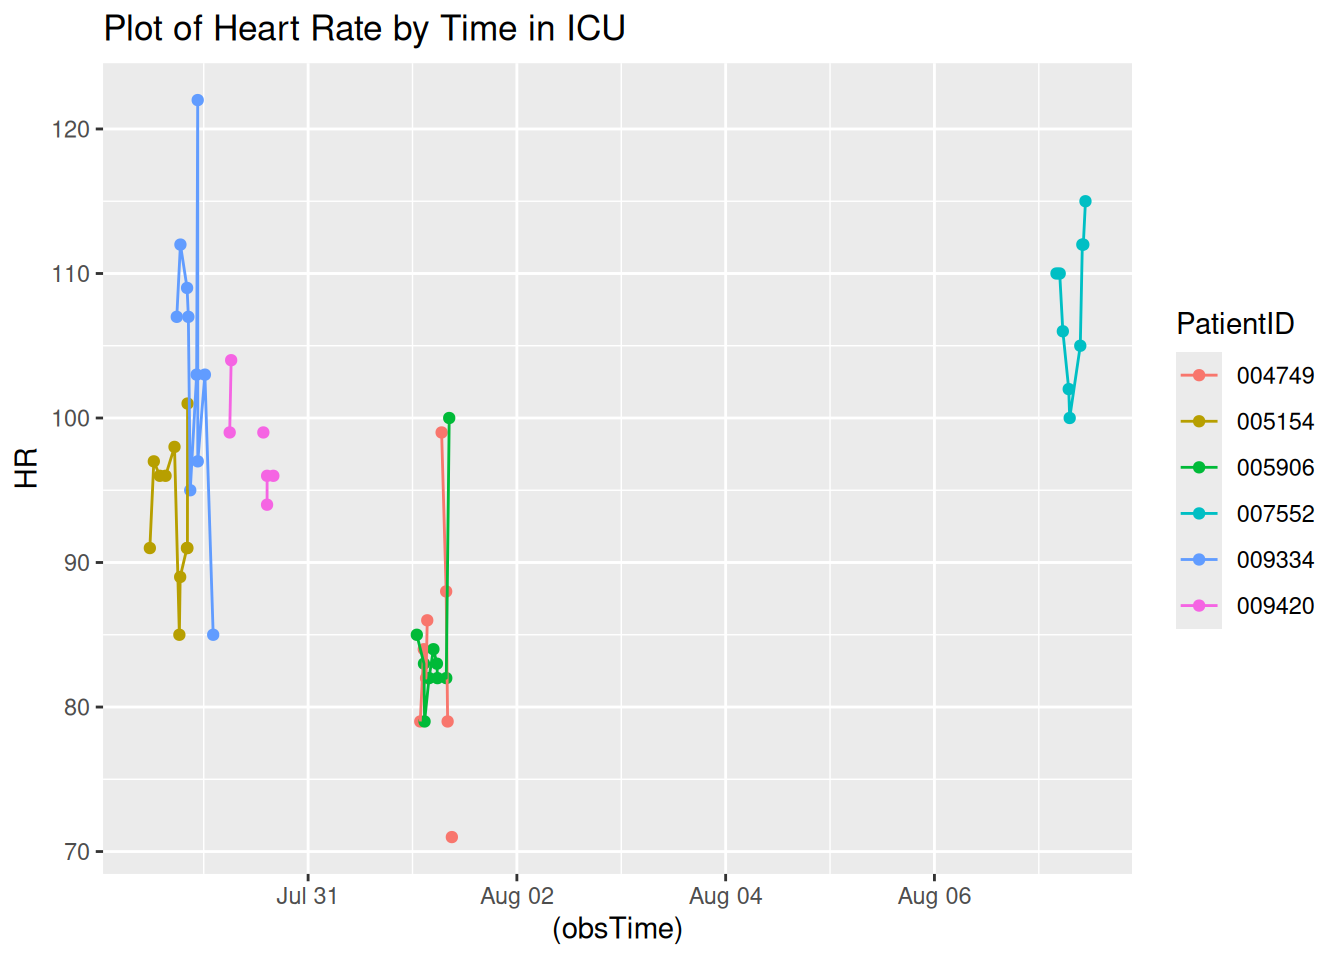 Plot of Heart Rate by Time in ICU
120
110
100
90
80
70
HR
Jul 31
Aug 02
Aug 04
Aug 06
(obsTime)
PatientID
004749
005154
005906
007552
009334
009420